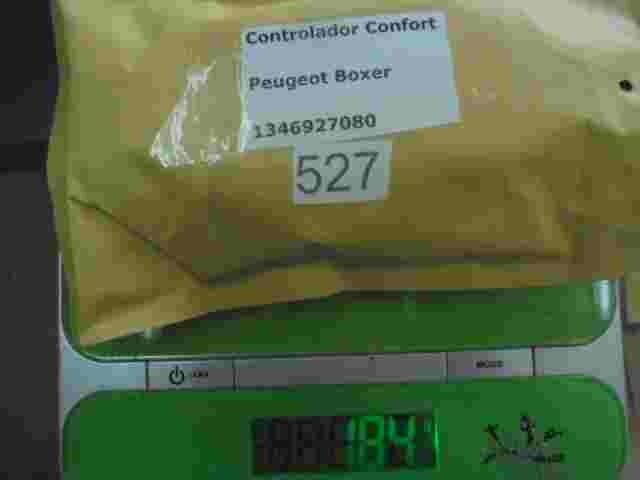 Controlador Confort
Peugeot Boxer
1346927080
527
MODE
184